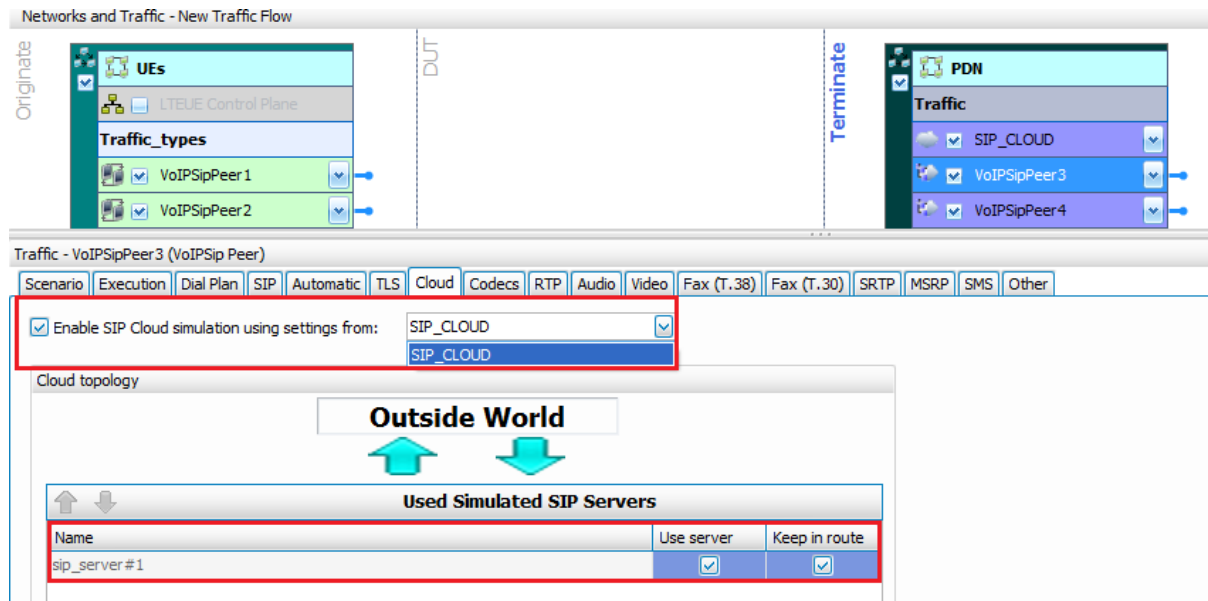 Networks and Traffic - New Traffic Flow
Originate
UEs
LTEUE Control Plane
Traffic_types
VoIPSipPeer1
VoIPSipPeer2
DUT
Terminate
PDN
Traffic
SIP_CLOUD
VoIPSipPeer3
VoIPSipPeer4
Traffic - VoIPSipPeer3 (VoIPSip Peer)
Scenario Execution Dial Plan SIP Automatic TLS Cloud Codecs RTP Audio Video Fax (T.38) Fax (T.30) SRTP MSRP SMS Other
Enable SIP Cloud simulation using settings from: SIP_CLOUD
SIP_CLOUD
Cloud topology
Outside World
Used Simulated SIP Servers
Name Use server Keep in route
sip_server#1